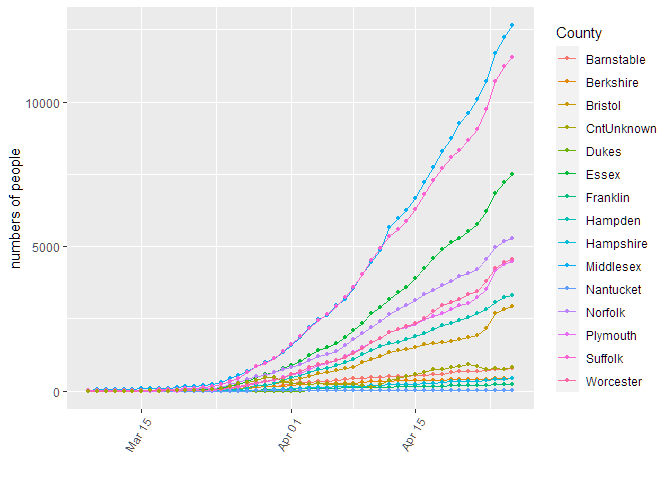 County
Barnstable
Berkshire
Bristol
CntUnknown
Dukes
Essex
Franklin
Hampden
Hampshire
Middlesex
Nantucket
Norfolk
Plymouth
Suffolk
Worcester
numbers of people
10000
5000
0
Mar 15
Apr 01
Apr 15